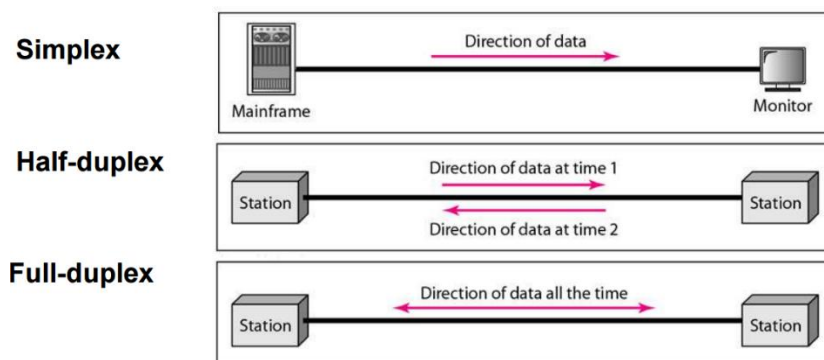 Simplex
Direction of data
Mainframe
Monitor
Half-duplex
Direction of data at time 1
Station
Station
Direction of data at time 2
Full-duplex
Direction of data all the time
Station
Station